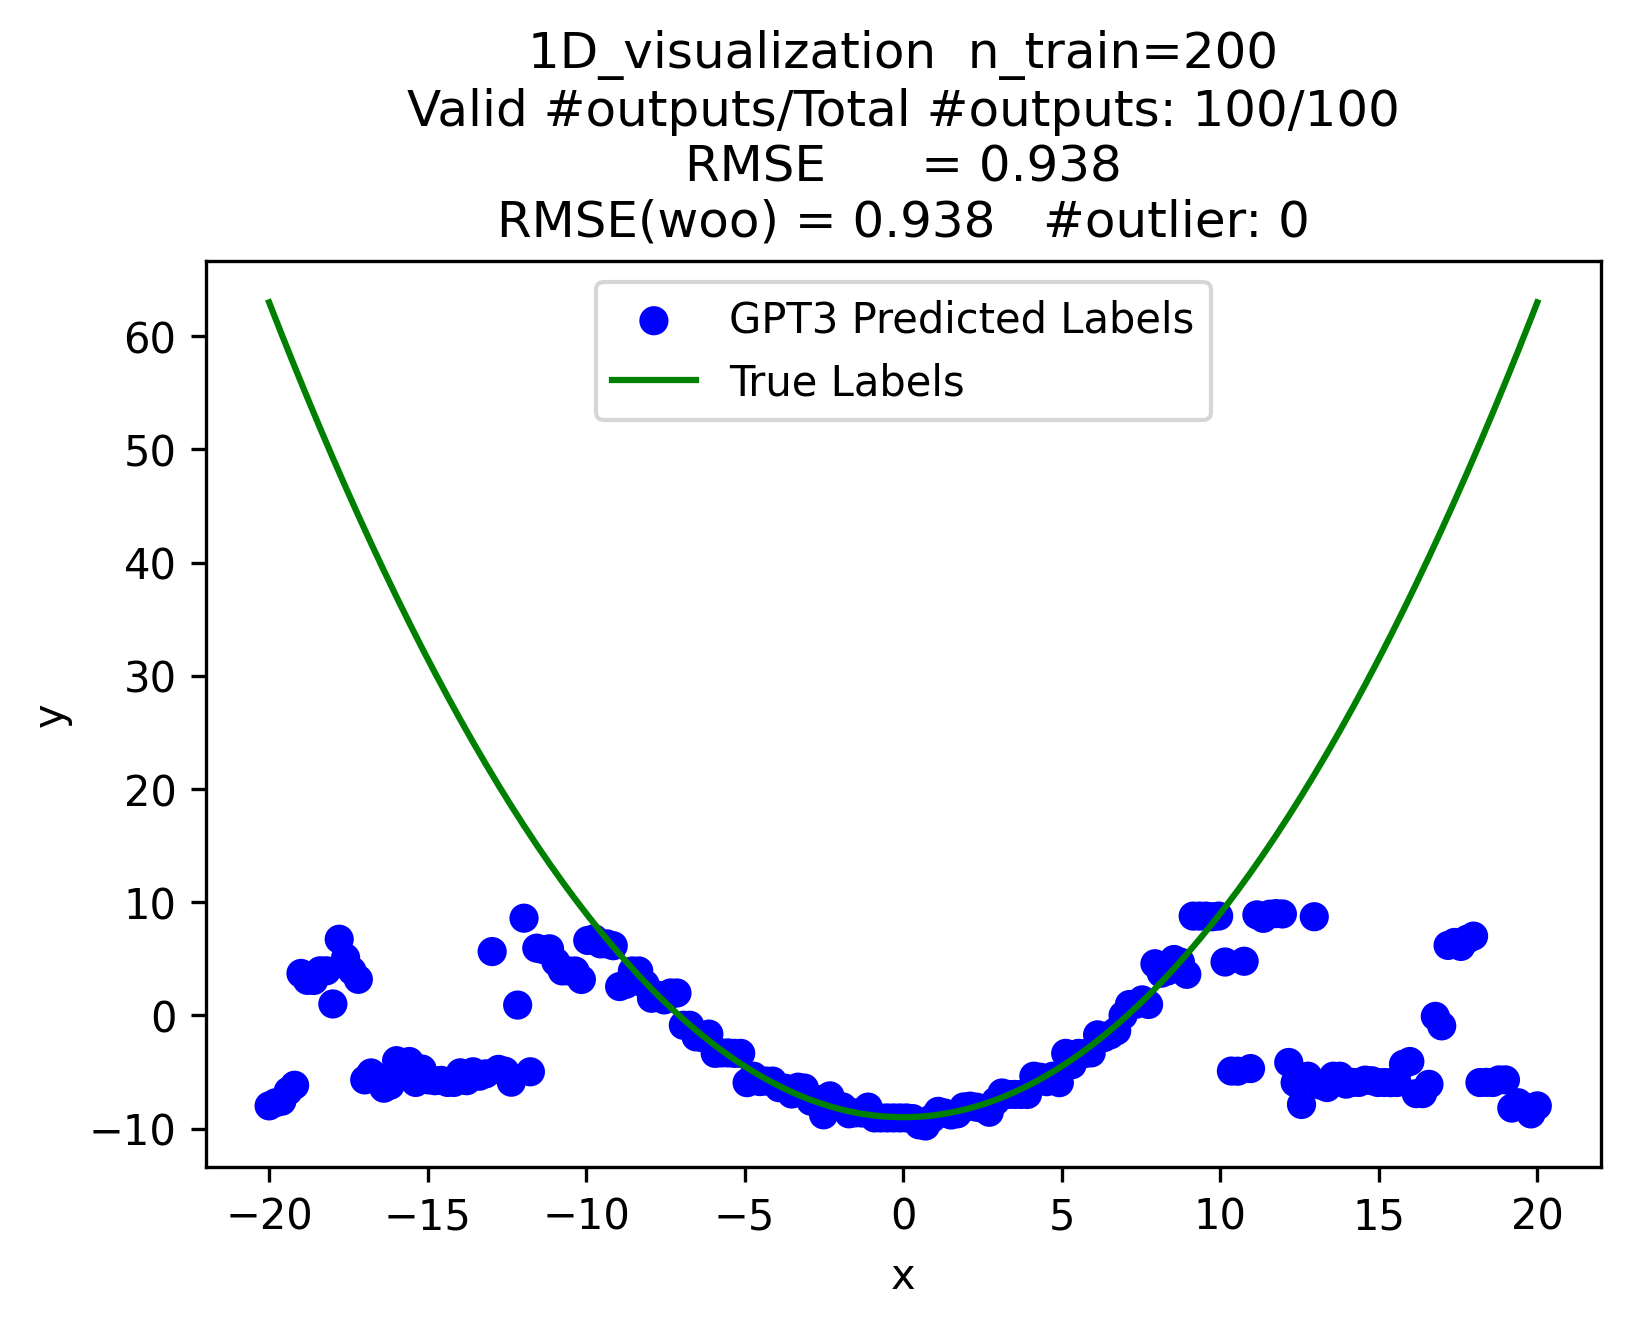 1D_visualization n_train=200
Valid #outputs/Total #outputs: 100/100
RMSE = 0.938
RMSE(woo) = 0.938 #outlier: 0
GPT3 Predicted Labels
True Labels
60
50
40
30
20
10
0
−10
y
−20 −15 −10 −5 0 5 10 15 20
x